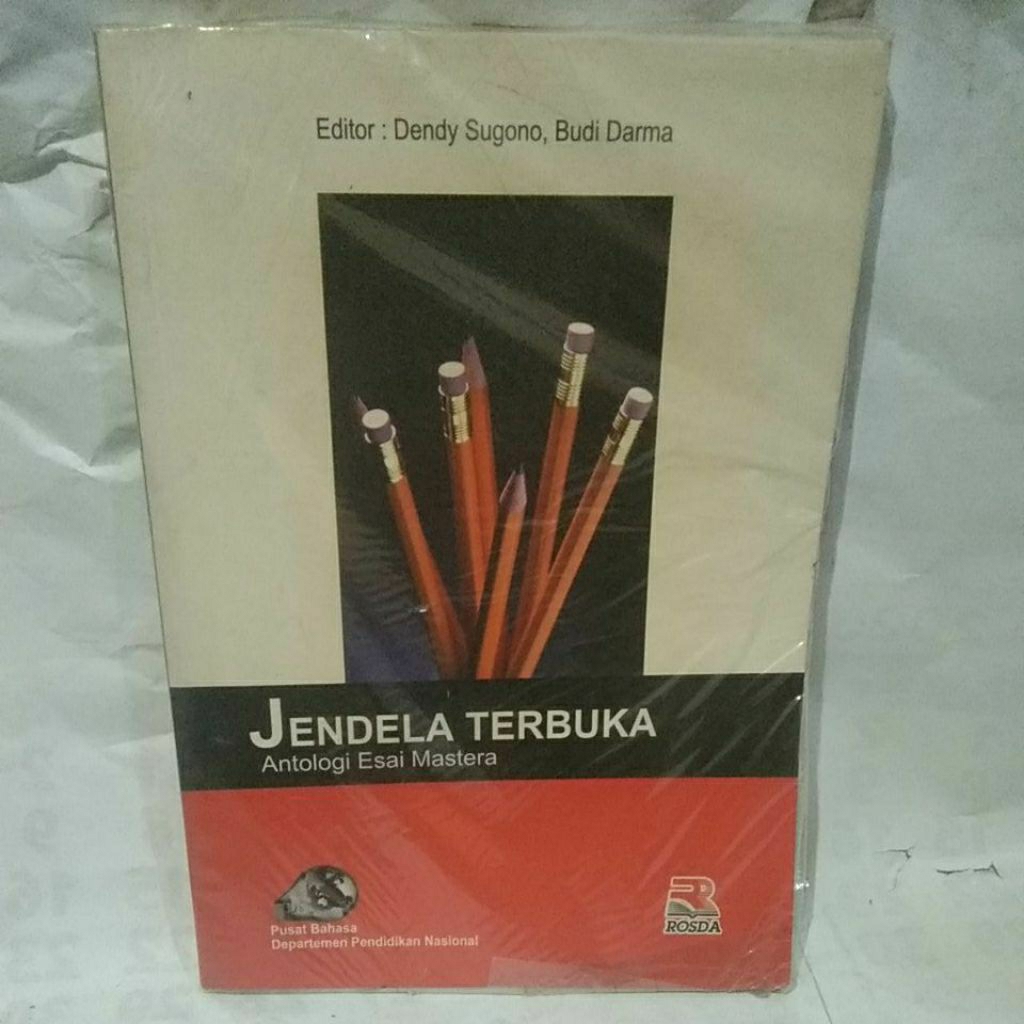 Editor : Dendy Sugono, Budi Darma
JENDELA TERBUKA
Antologi Esai Mastera
Pusat Bahasa
Departemen Pendidikan Nasional
ROSDA